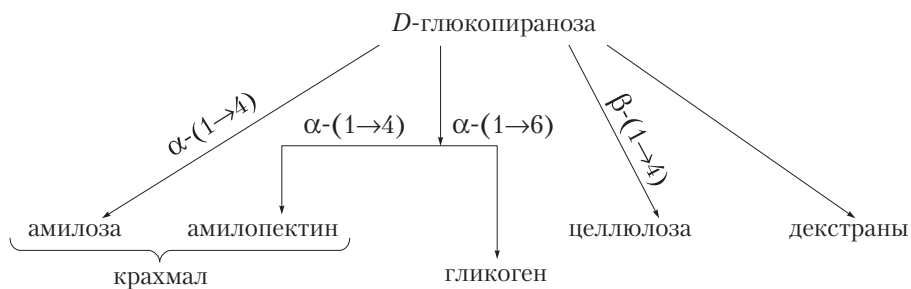 D-глюкопираноза
α-(1→4)
α-(1→4)
α-(1→6)
β-(1→4)
амилоза
амилопектин
целлюлоза
декстраны
крахмал
гликоген